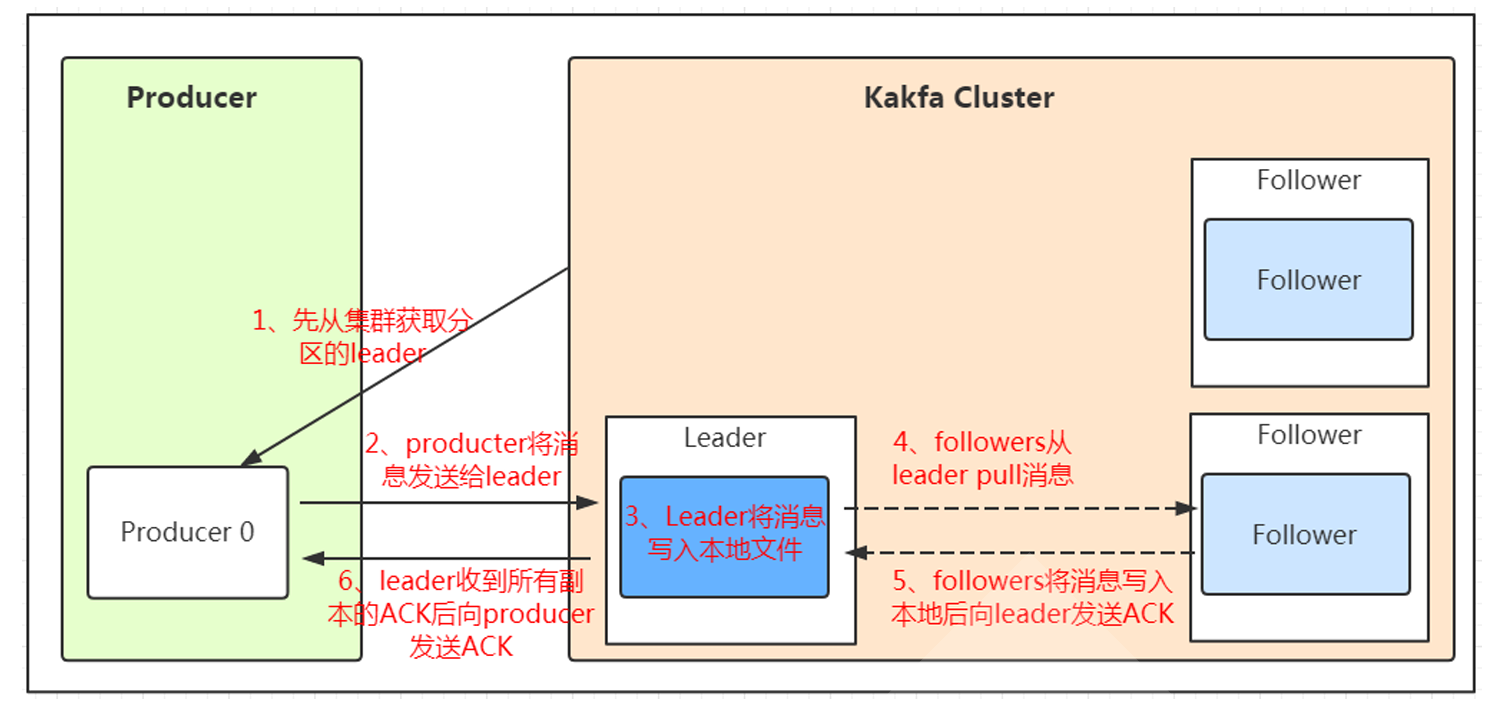 Producer
Kakfa Cluster
Follower
Follower
1、先从集群获取分
区的leader
2、producter将消
息发送给leader
Leader
4、followers从
leader pull消息
Follower
Producer 0
3、Leader将消息
写入本地文件
Follower
6、leader收到所有副
本的ACK后向producer
发送ACK
5、followers将消息写入
本地后向leader发送ACK